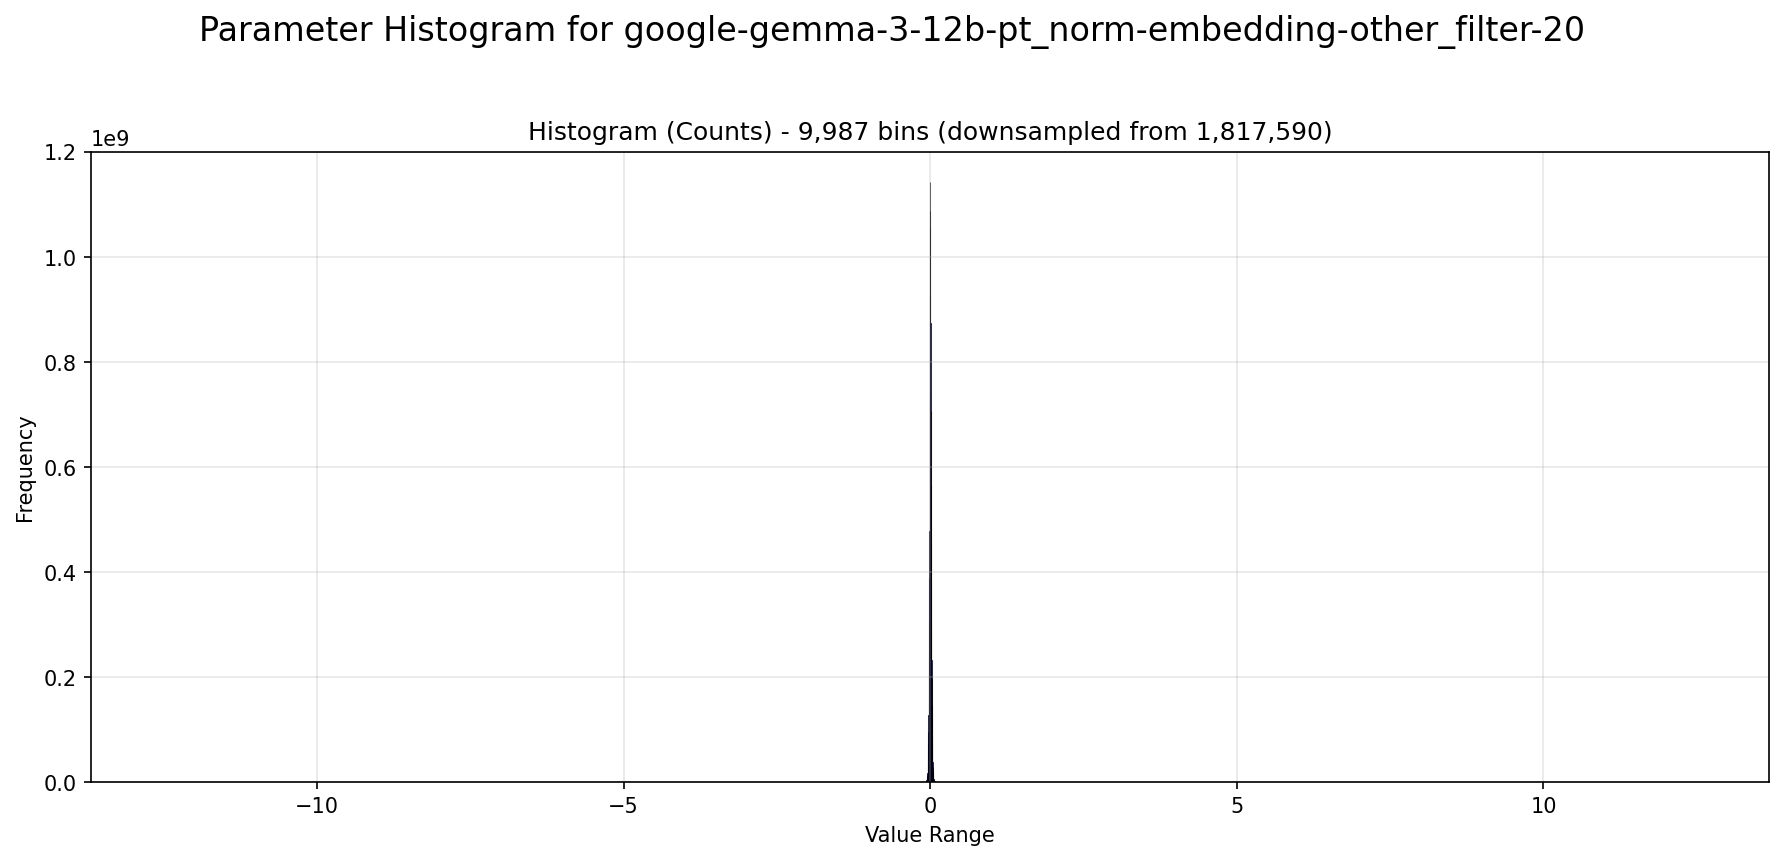 Parameter Histogram for google-gemma-3-12b-pt_norm-embedding-other_filter-20
Histogram (Counts) - 9,987 bins (downsampled from 1,817,590)
1e9
1.2
1.0
0.8
0.6
0.4
0.2
0.0
Frequency
−10
−5
0
5
10
Value Range